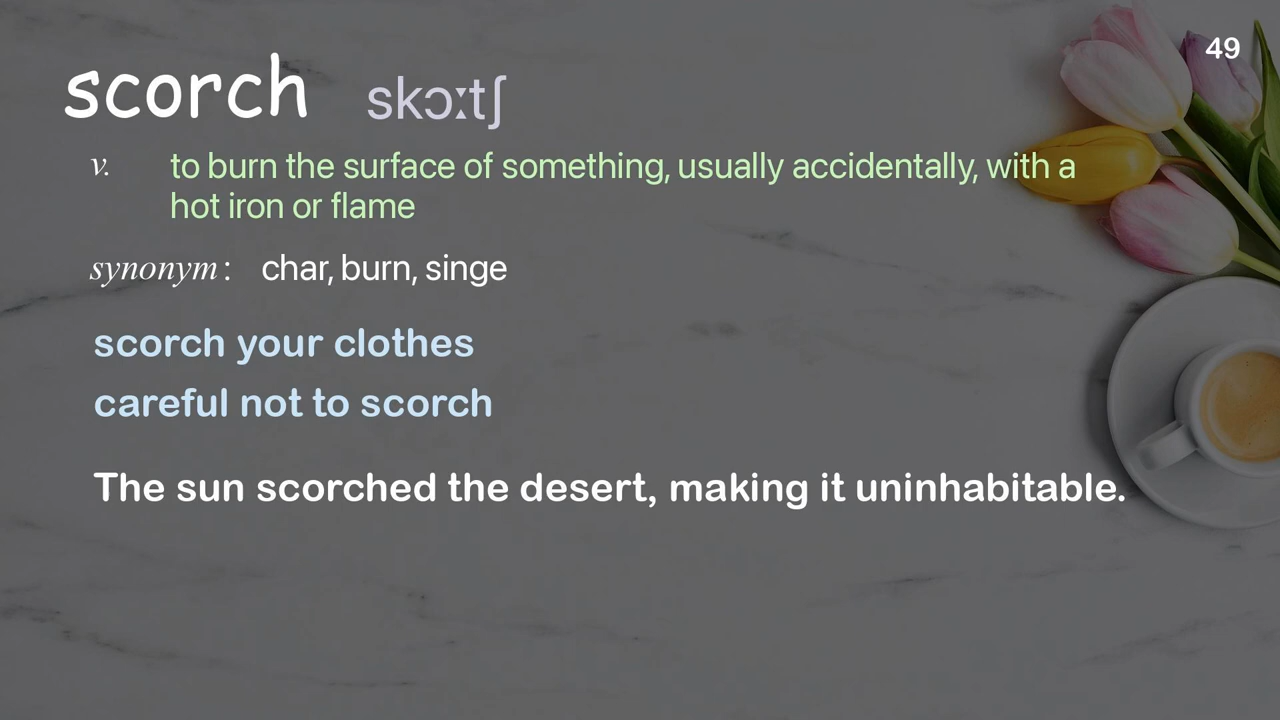 49
scorch skɔːtʃ
v. to burn the surface of something, usually accidentally, with a
hot iron or flame
synonym : char, burn, singe
scorch your clothes
careful not to scorch
The sun scorched the desert, making it uninhabitable.